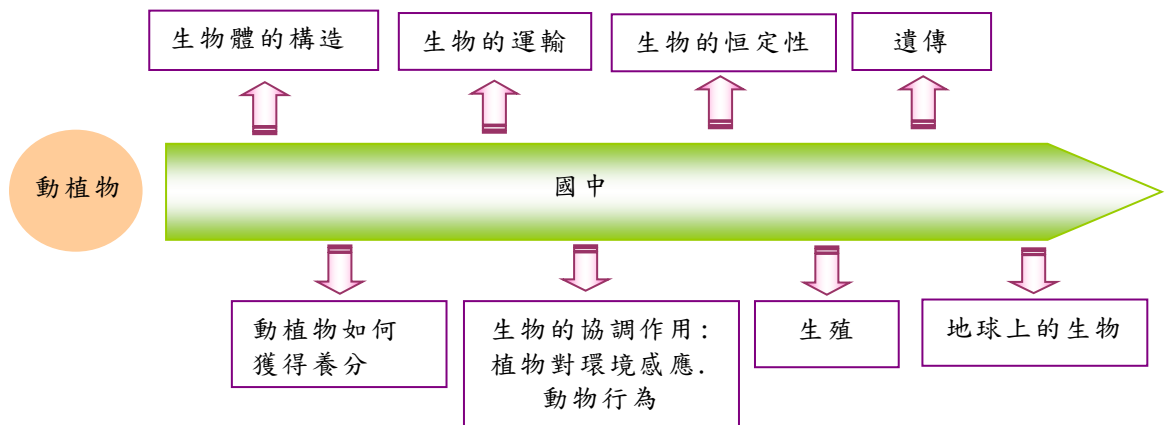 生物體的構造
生物的運輸
生物的恒定性
遺傳
動植物
國中
動植物如何
獲得養分
生物的協調作用:
植物對環境感應.
動物行為
生殖
地球上的生物